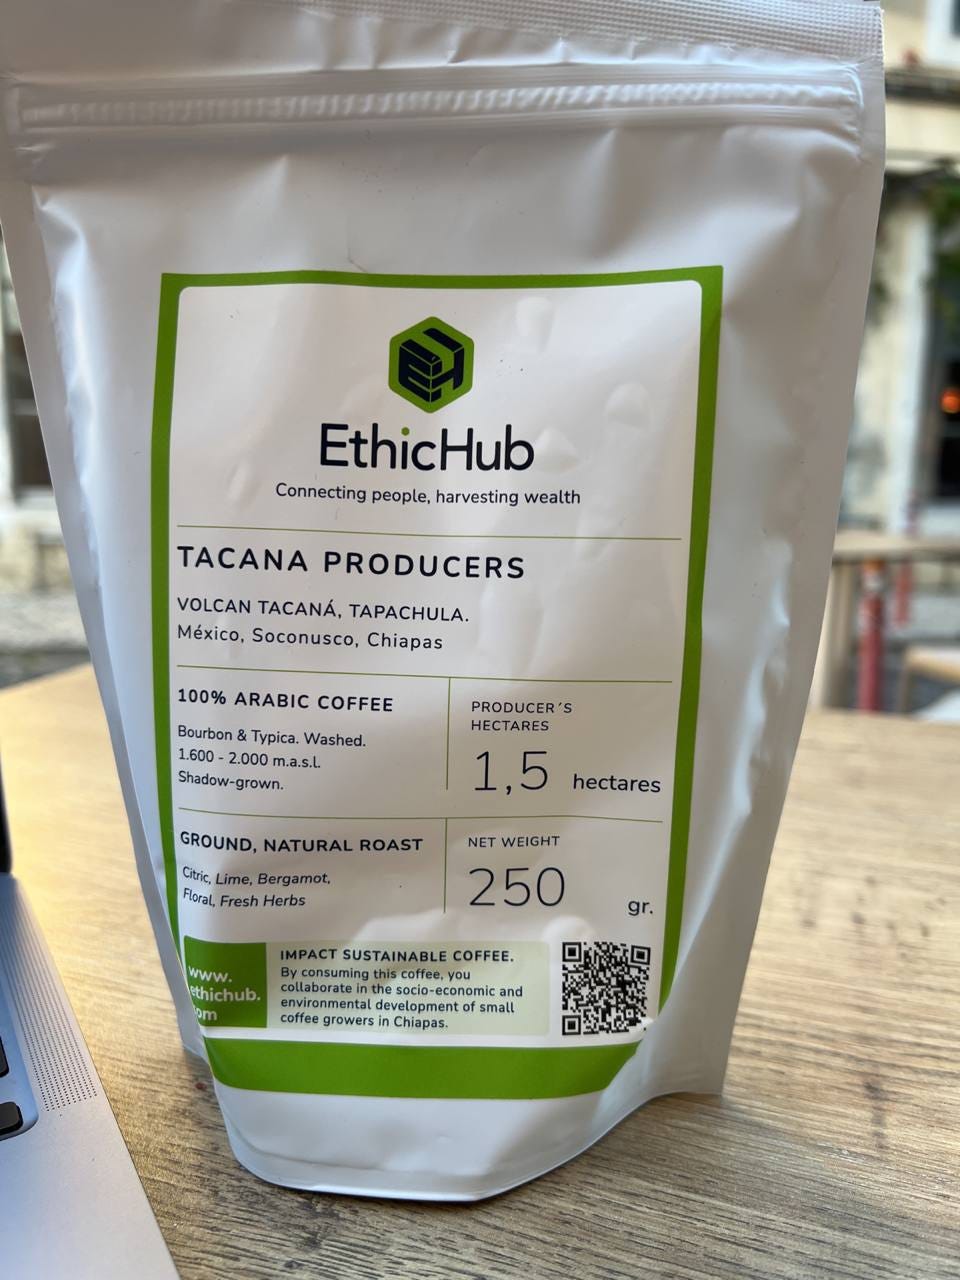 EthicHub
Connecting people, harvesting wealth
TACANA PRODUCERS
VOLCAN TACANÁ, TAPACHULA.
México, Soconusco, Chiapas
100% ARABIC COFFEE
Bourbon & Typica. Washed.
1.600 - 2.000 m.a.s.l.
Shadow-grown.
PRODUCER´S
HECTARES
1,5 hectares
GROUND, NATURAL ROAST
Citric, Lime, Bergamot,
Floral, Fresh Herbs
NET WEIGHT
250 gr.
www.
ethichub.
om
IMPACT SUSTAINABLE COFFEE.
By consuming this coffee, you
collaborate in the socio-economic and
environmental development of small
coffee growers in Chiapas.